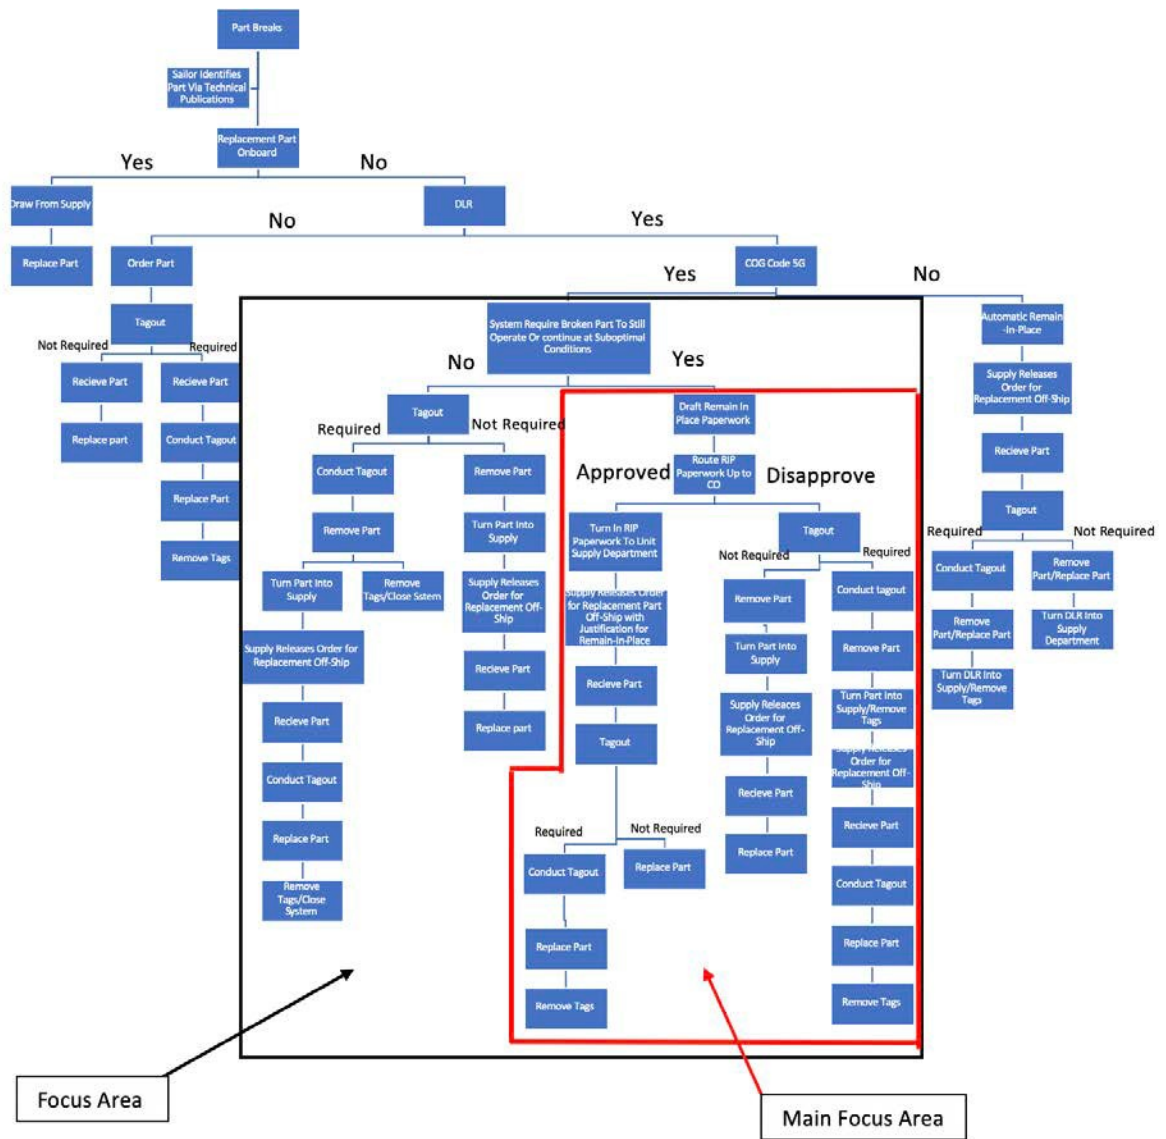 Part Breaks
Sailor Identifies
Part Via Technical
Publications
Replacement Part
Onboard
Yes
No
Draw From Supply
DLR
No
Yes
Replace Part
Order Part
COG Code 5G
Yes
No
Tagout
Not Required
Required
Recieve Part
Recieve Part
Replace part
Conduct Tagout
Replace Part
Remove Tags
System Require Broken Part To Still
Operate Or continue at Suboptimal
Conditions
No
Yes
Tagout
Required
Not Required
Conduct Tagout
Remove Part
Remove Part
Turn Part Into
Supply
Turn Part Into
Supply
Remove
Tags/Close Sstem
Supply Releases
Order for
Replacement Off-
Ship
Supply Releases Order for
Replacement Off-Ship
Recieve Part
Recieve Part
Replace part
Conduct Tagout
Replace Part
Remove
Tags/Close
System
Draft Remain In
Place Paperwork
Route RIP
Paperwork Up to
CO
Approved
Disapprove
Turn In RIP
Paperwork To Unit
Supply Department
Supply Releases Order
for Replacement Part
Off-Ship with
Justification for
Remain-In-Place
Recieve Part
Tagout
Required
Not Required
Conduct Tagout
Replace Part
Replace Part
Remove Tags
Tagout
Not Required
Required
Remove Part
Conduct tagout
Turn Part Into
Supply
Remove Part
Supply Releaces
Order for
Replacement Off-
Ship
Turn Part Into
Supply/Remove
Tags
Supply Releases
Order for
Replacement Off-
Ship
Recieve Part
Recieve Part
Replace Part
Conduct Tagout
Replace Part
Remove Tags
Automatic Remain
-In-Place
Supply Releases
Order for
Replacement Off-Ship
Recieve Part
Tagout
Required
Not Required
Conduct Tagout
Remove
Part/Replace Part
Remove
Part/Replace Part
Turn DLR Into
Supply
Department
Turn DLR Into
Supply/Remove
Tags
Focus Area
Main Focus Area